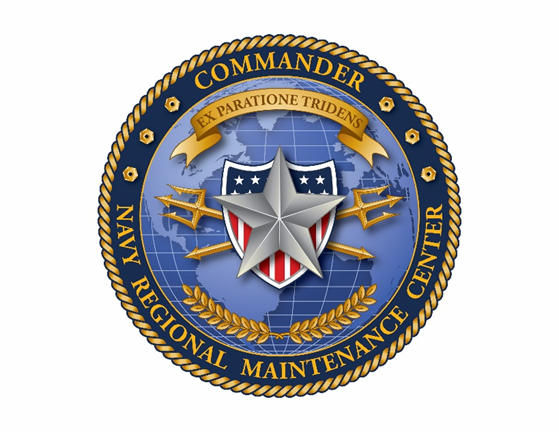 COMMANDER
EX PARATIONE TRIDENS
NAVY REGIONAL MAINTENANCE CENTER